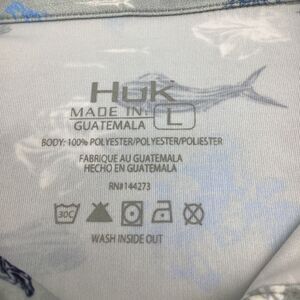 HUK
MADE IN: L
GUATEMALA
BODY: 100% POLYESTER/POLYESTER/POLIESTER
FABRIQUE AU GUATEMALA
HECHO EN GUATEMALA
RN#144273
30C
WASH INSIDE OUT